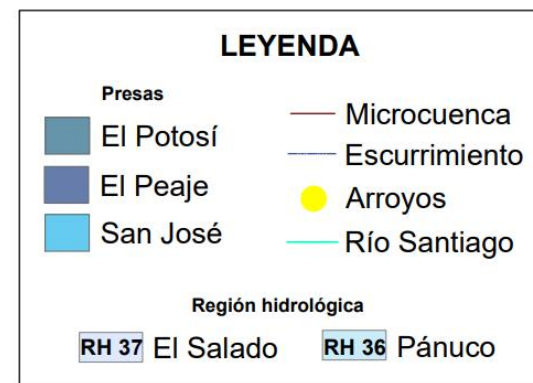 LEYENDA
Presas
El Potosí
El Peaje
San José
Microcuenca
Escurrimiento
Arroyos
Río Santiago
Región hidrológica
RH 37 El Salado
RH 36 Pánuco